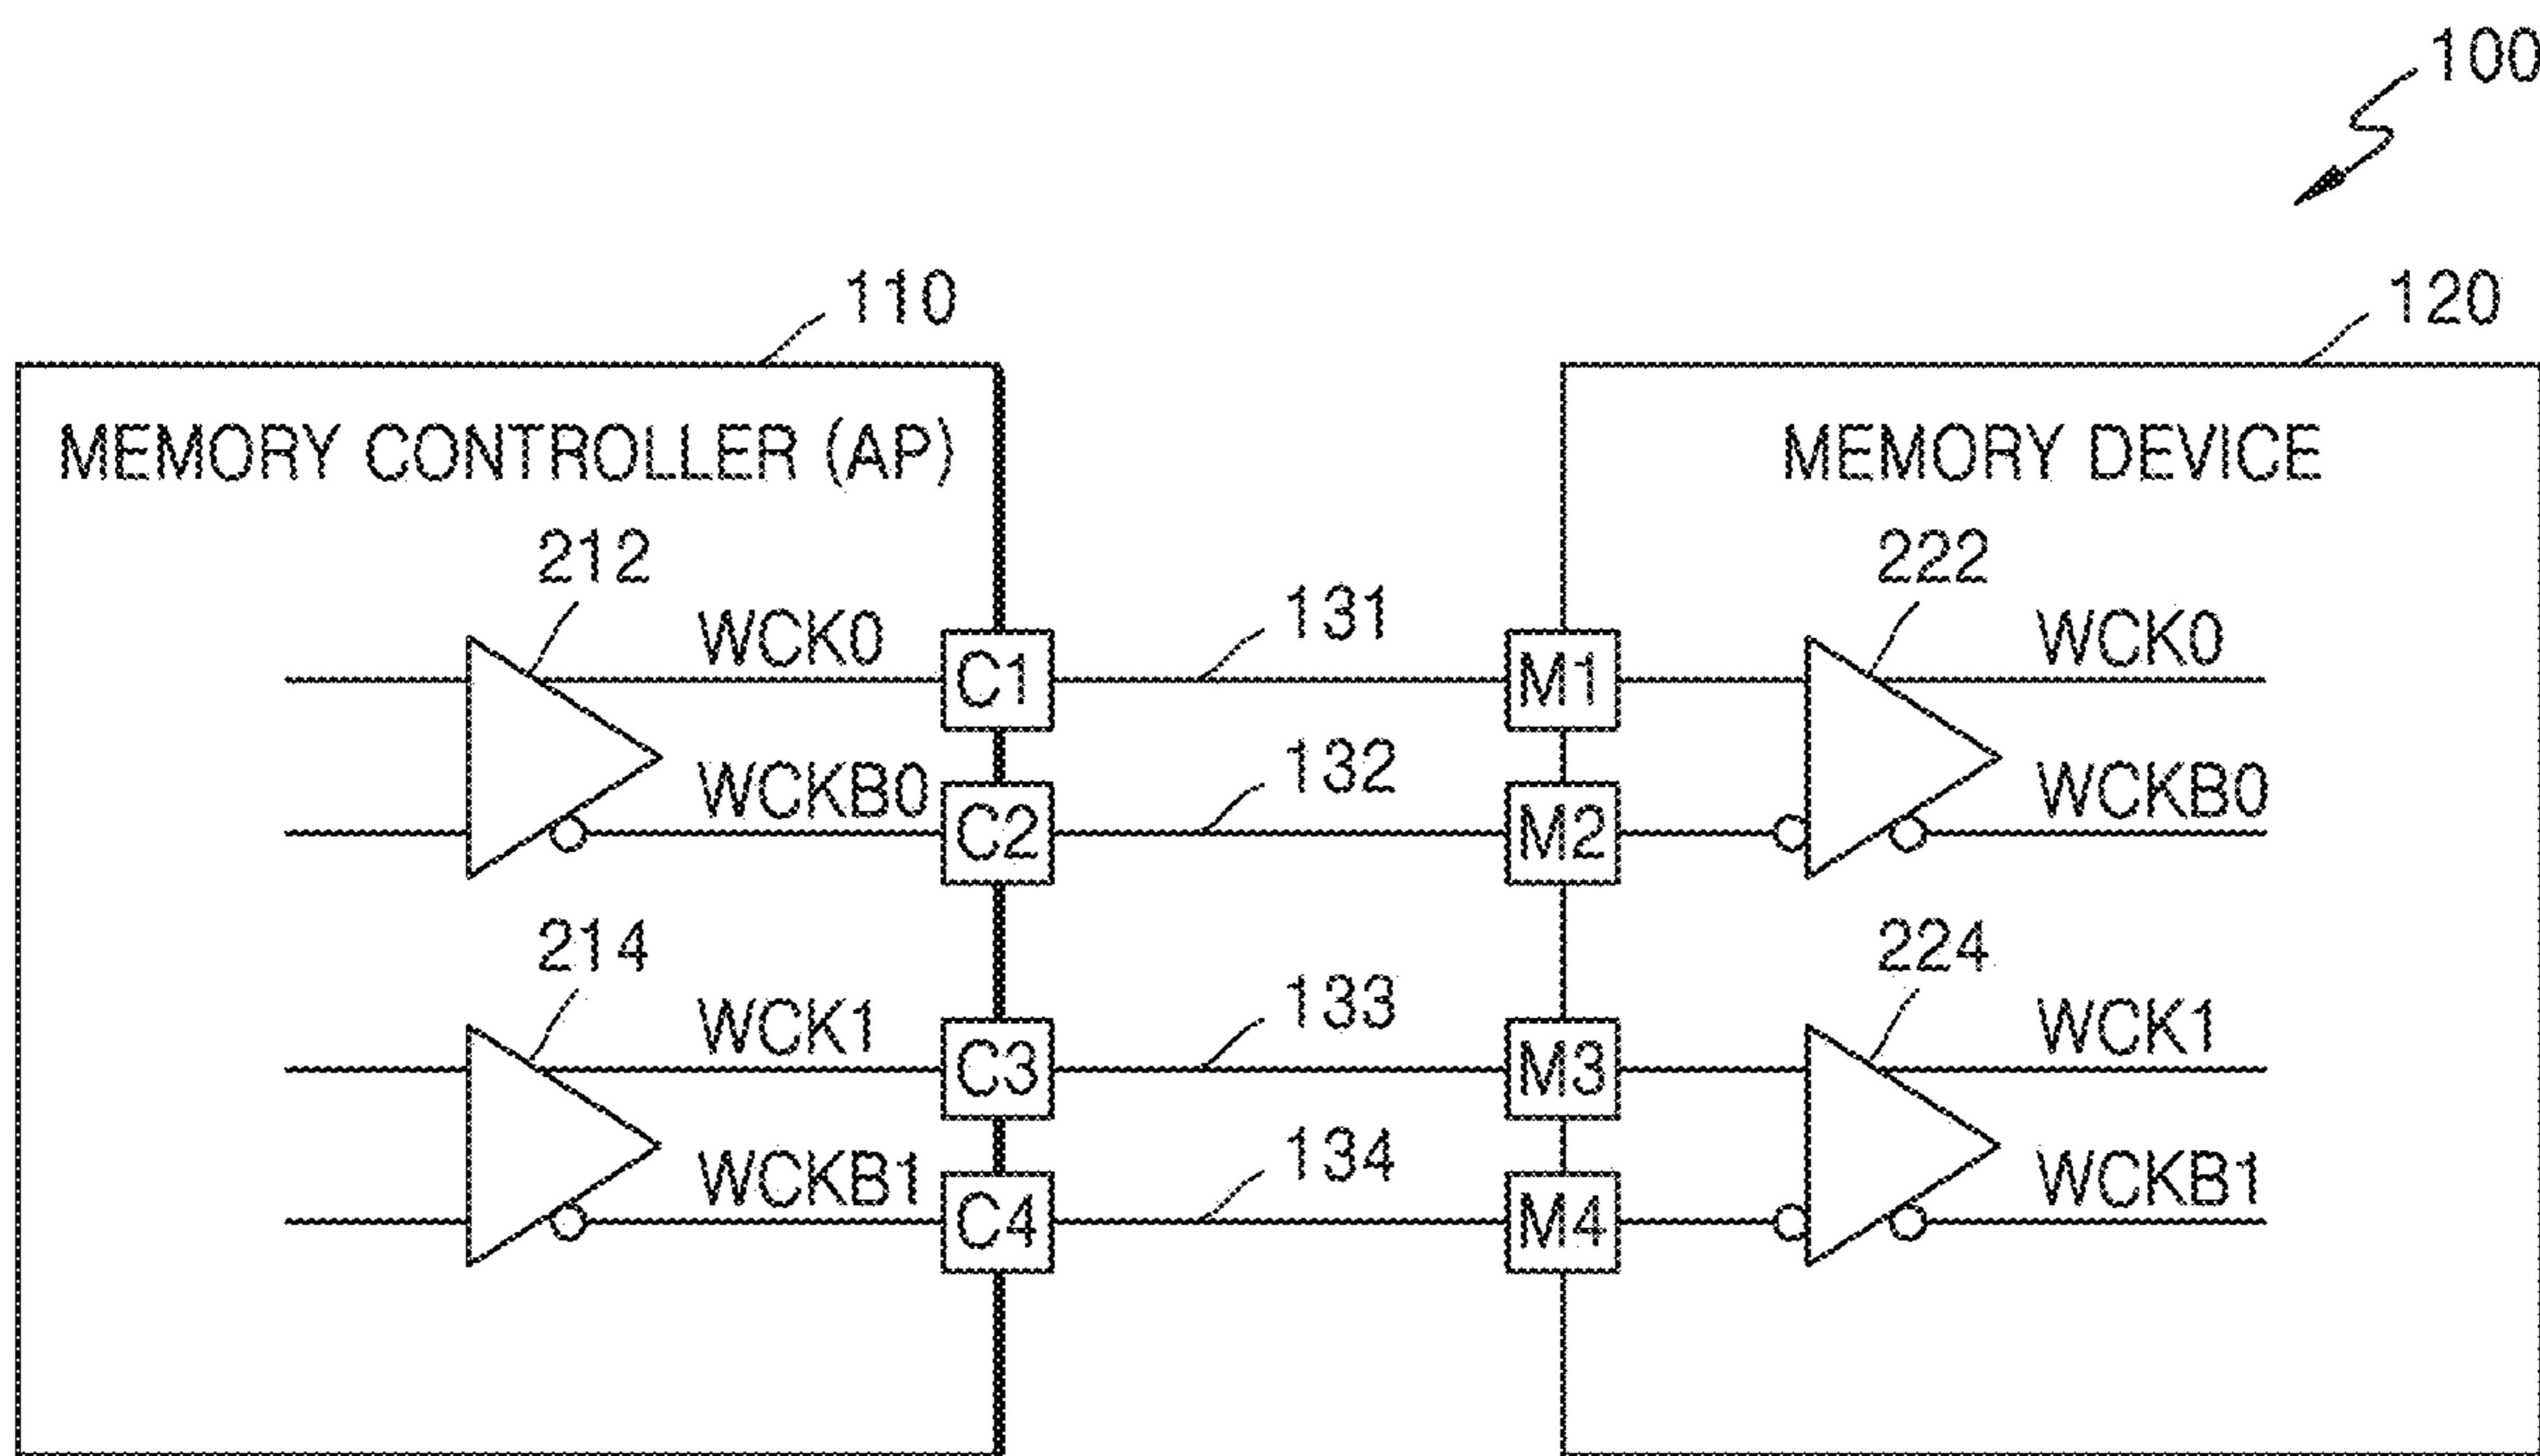 100
110
120
MEMORY CONTROLLER (AP)
MEMORY DEVICE
212
222
WCK0
C1
131
M1
WCK0
WCKB0
C2
132
M2
WCKB0
214
224
WCK1
C3
133
M3
WCK1
WCKB1
C4
134
M4
WCKB1